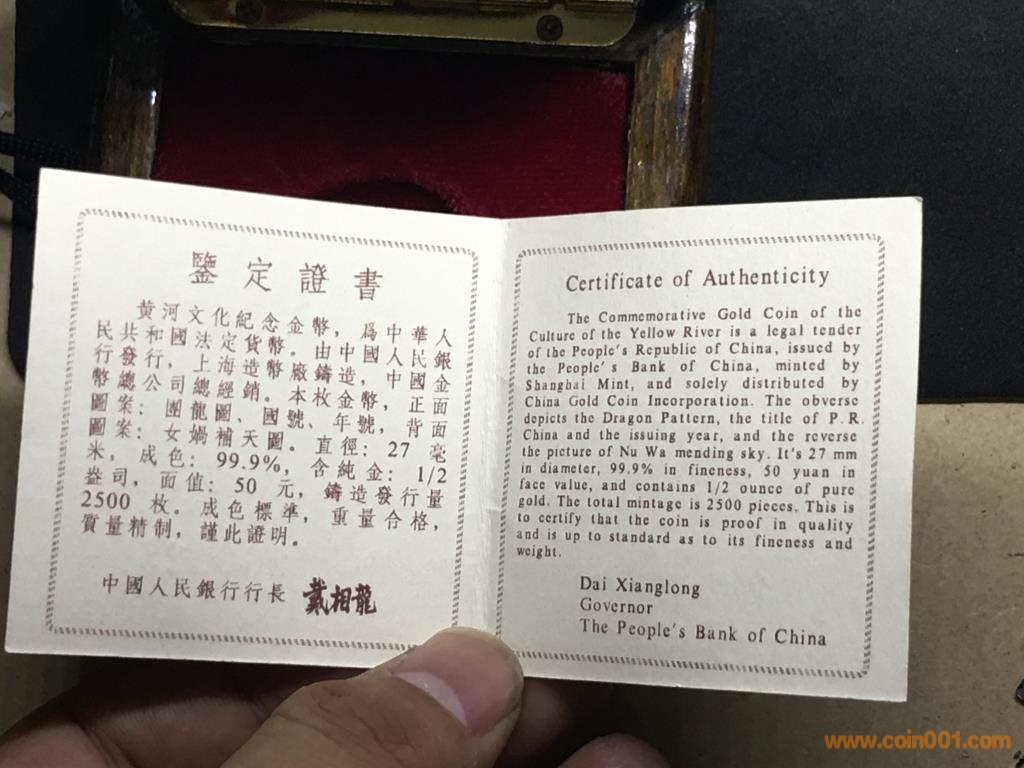 鑒定證書
黄河文化紀念金幣，爲中華人
民共和國法定貨幣。由中國人民銀
行發行，上海造幣廠鑄造，中國金
幣總公司總經銷。本枚金幣，正面
圖案：團龍圖、國號、年號，背面
圖案：女媧補天圖。直徑：27 毫
米，成色：99.9%，含純金：1/2
盎司，面值：50 元，鑄造發行量
2500 枚。成色標準，重量合格，
質量精制，謹此證明。
中國人民銀行行長 戴相龍
Certificate of Authenticity
The Commemorative Gold Coin of the
Culture of the Yellow River is a legal tender
of the People's Republic of China, issued by
the People's Bank of China, minted by
Shanghai Mint, and solely distributed by
China Gold Coin Incorporation. The obverse
depicts the Dragon Pattern, the title of P.R.
China and the issuing year, and the reverse
the picture of Nu Wa mending sky. It's 27 mm
in diameter, 99.9% in fineness, 50 yuan in
face value, and contains 1/2 ounce of pure
gold. The total mintage is 2500 pieces. This is
to certify that the coin is proof in quality
and is up to standard as to its fineness and
weight.
Dai Xianglong
Governor
The People's Bank of China
www.coin001.com